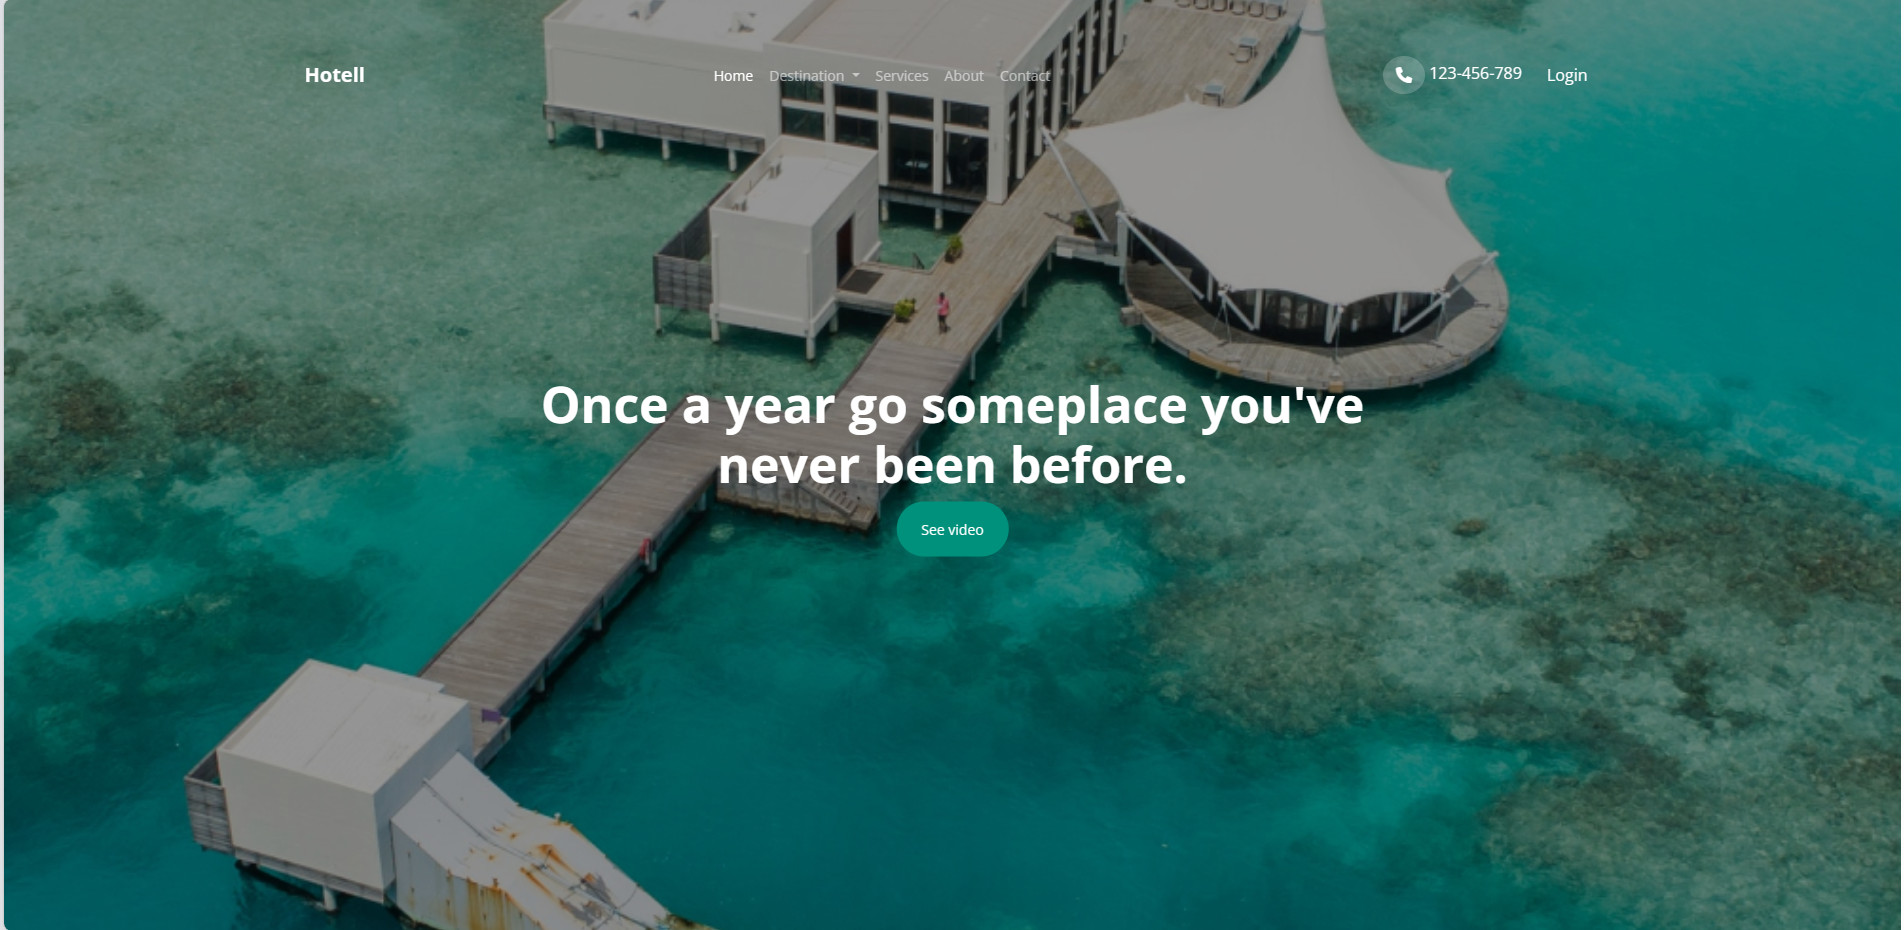 Hotell
Home Destination Services About Contact
123-456-789 Login
Once a year go someplace you've
never been before.
See video